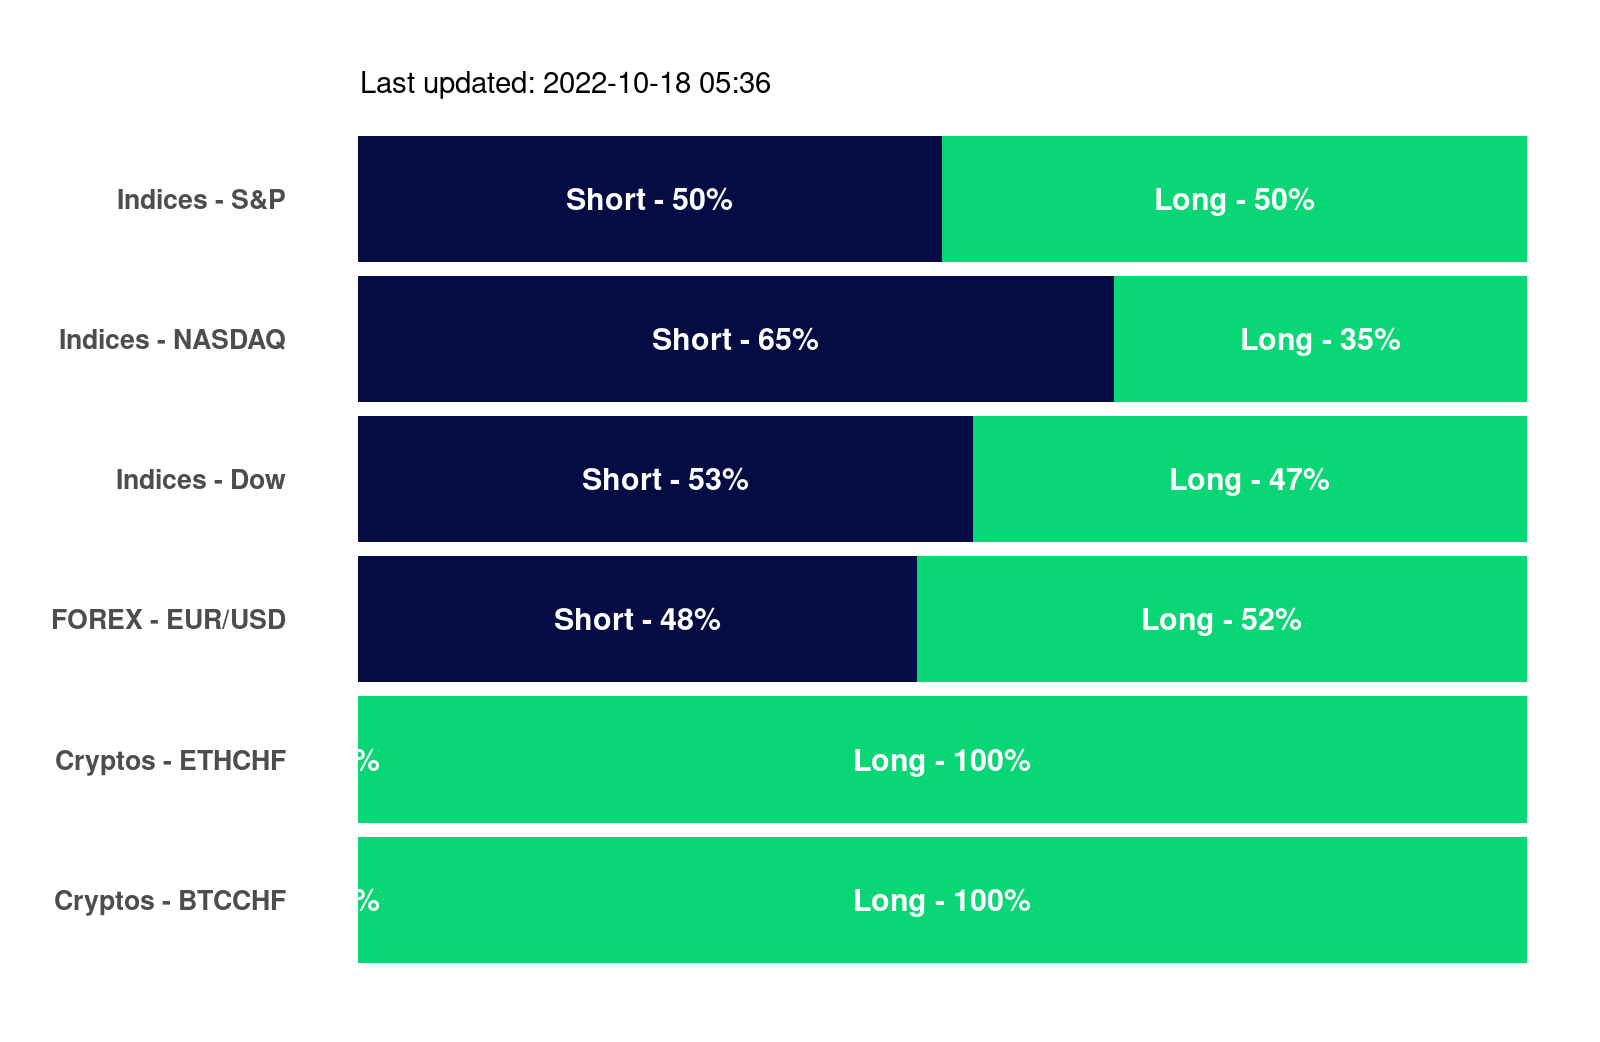 Last updated: 2022-10-18 05:36
Indices - S&P Short - 50% Long - 50%
Indices - NASDAQ Short - 65% Long - 35%
Indices - Dow Short - 53% Long - 47%
FOREX - EUR/USD Short - 48% Long - 52%
Cryptos - ETHCHF % Long - 100%
Cryptos - BTCCHF % Long - 100%